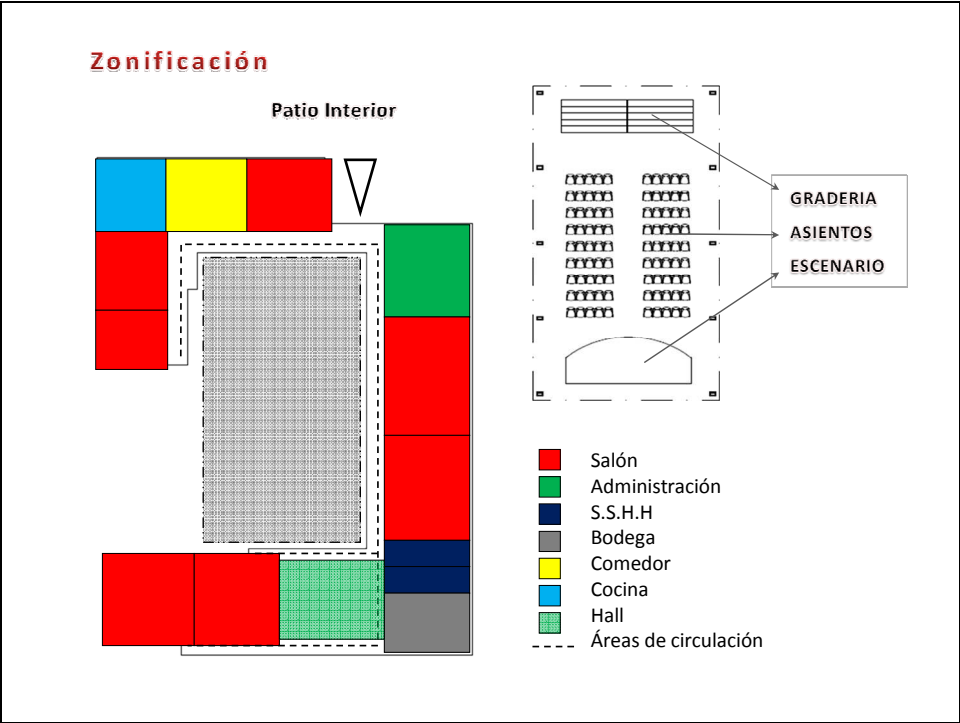 Zonificación
Patio Interior
GRADERIA
ASIENTOS
ESCENARIO
Salón
Administración
S.S.H.H
Bodega
Comedor
Cocina
Hall
Áreas de circulación